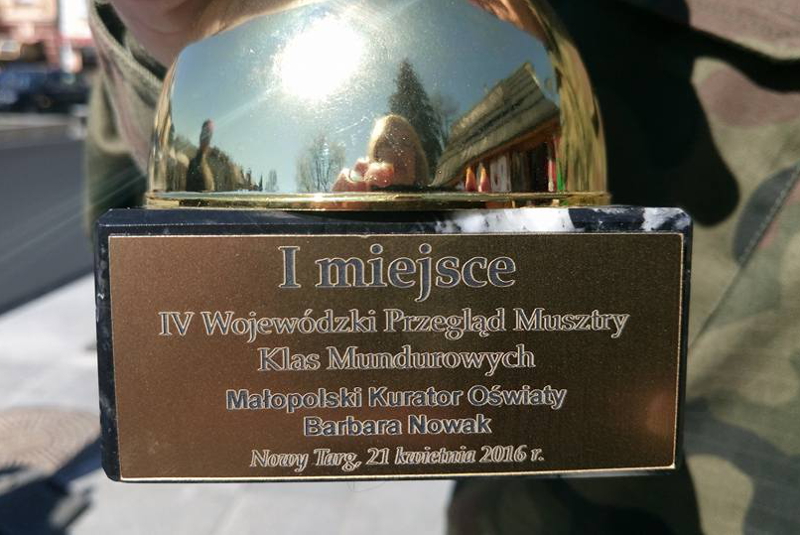 I miejsce
IV Wojewódzki Przegląd Musztry
Klas Mundurowych
Małopolski Kurator Oświaty
Barbara Nowak
Nowy Targ, 21 kwietnia 2016 r.